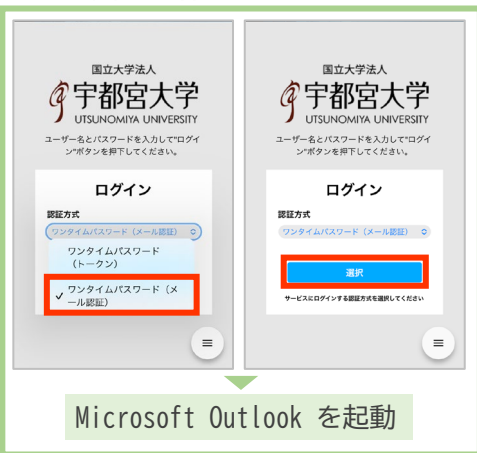 国立大学法人
宇都宮大学
UTSUNOMIYA UNIVERSITY
ユーザー名とパスワードを入力して"ログイ
ン"ボタンを押下してください。
ログイン
認証方式
ワンタイムパスワード（メール認証）
ワンタイムパスワード
（トークン）
✓ ワンタイムパスワード（メ
ール認証）
国立大学法人
宇都宮大学
UTSUNOMIYA UNIVERSITY
ユーザー名とパスワードを入力して"ログイ
ン"ボタンを押下してください。
ログイン
認証方式
ワンタイムパスワード（メール認証）
選択
サービスにログインする認証方式を選択してください
Microsoft Outlook を起動